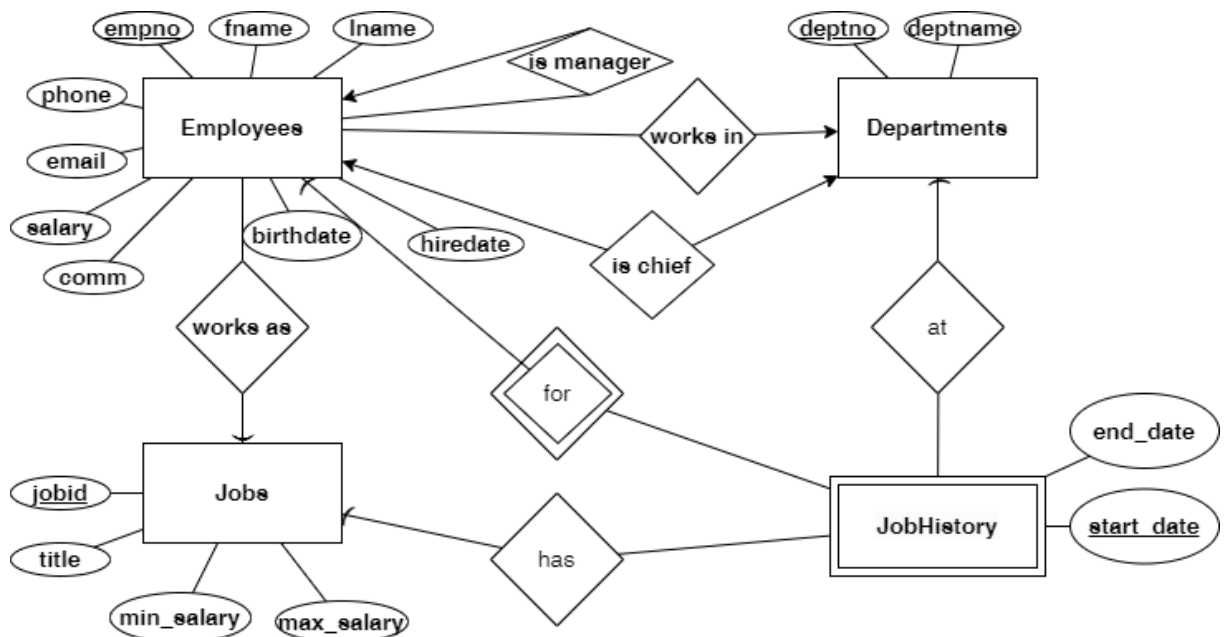 empno
fname
lname
deptno
deptname
is manager
phone
Employees
works in
Departments
email
salary
birthdate
hiredate
is chief
comm
works as
at
for
end_date
Jobs
jobid
JobHistory
start_date
title
has
min_salary
max_salary